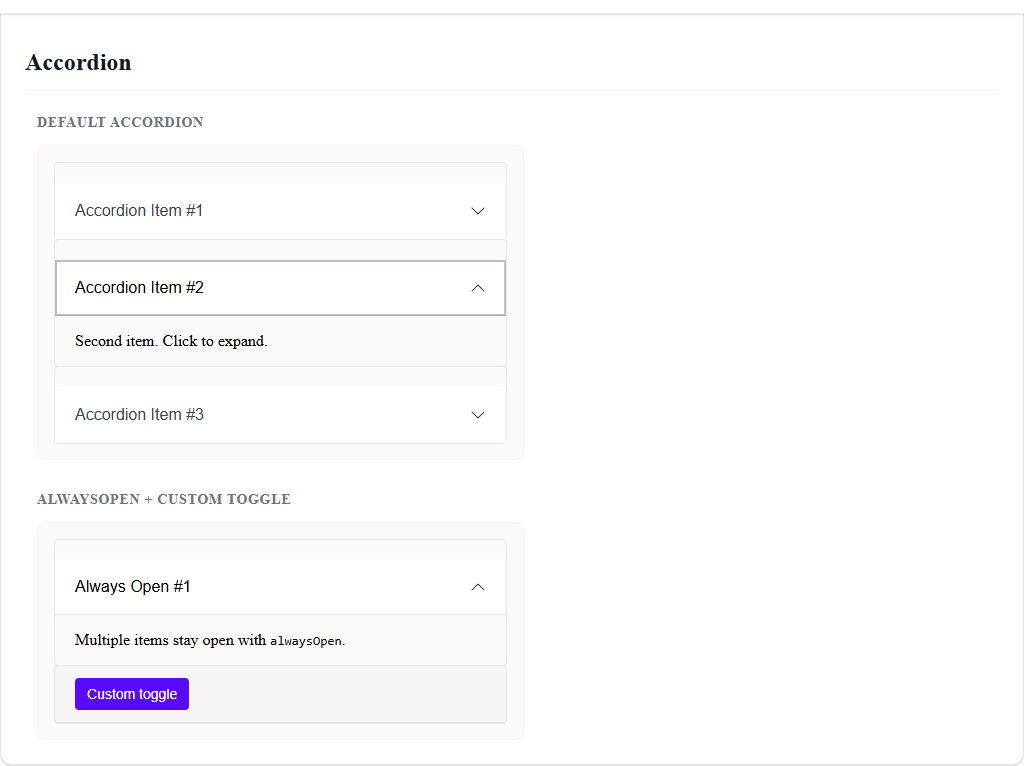 Accordion
DEFAULT ACCORDION
Accordion Item #1
Accordion Item #2
Second item. Click to expand.
Accordion Item #3
ALWAYSOPEN + CUSTOM TOGGLE
Always Open #1
Multiple items stay open with alwaysOpen.
Custom toggle